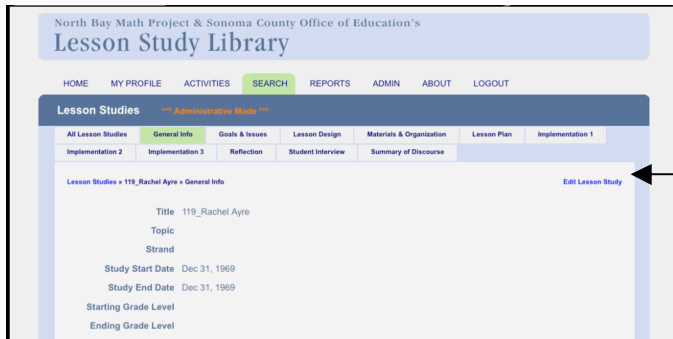 North Bay Math Project & Sonoma County Office of Education's
Lesson Study Library
HOME MY PROFILE ACTIVITIES SEARCH REPORTS ADMIN ABOUT LOGOUT
Lesson Studies *** Administrative Mode ***
All Lesson Studies General Info Goals & Issues Lesson Design Materials & Organization Lesson Plan Implementation 1
Implementation 2 Implementation 3 Reflection Student Interview Summary of Discourse
Lesson Studies » 119_Rachel Ayre » General Info Edit Lesson Study
Title 119_Rachel Ayre
Topic
Strand
Study Start Date Dec 31, 1969
Study End Date Dec 31, 1969
Starting Grade Level
Ending Grade Level